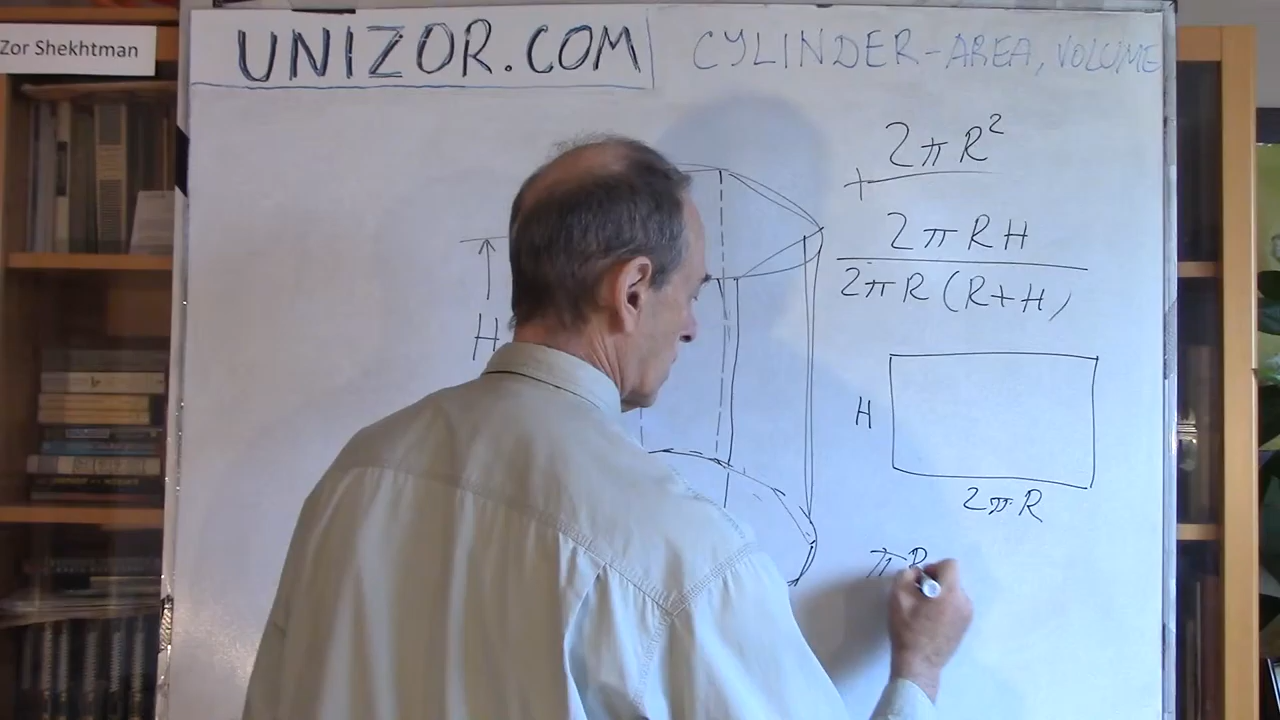 Zor Shekhtman
UNIZOR.COM
CYLINDER-AREA, VOLUME
2πR²
+
2πRH
2πR(R+H)
H
H
2πR
πR